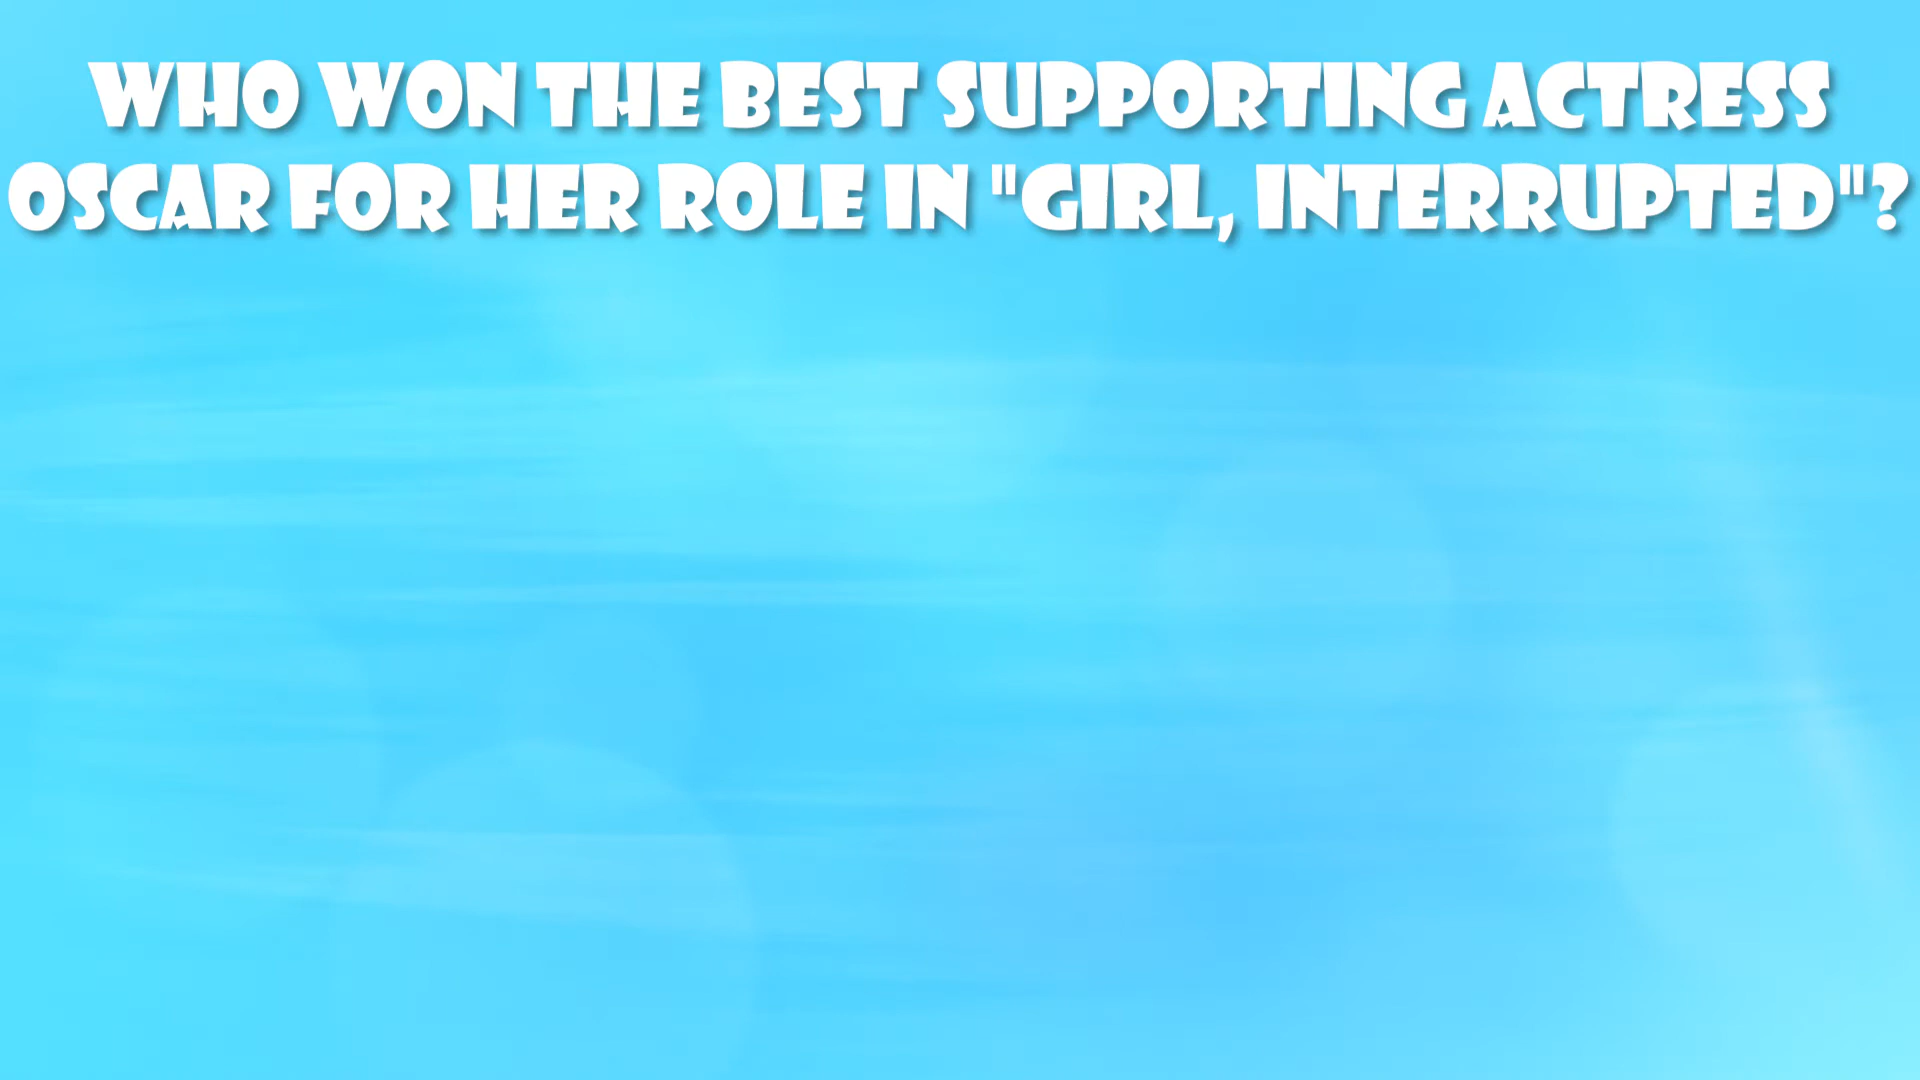 WHO WON THE BEST SUPPORTING ACTRESS
OSCAR FOR HER ROLE IN "GIRL, INTERRUPTED"?